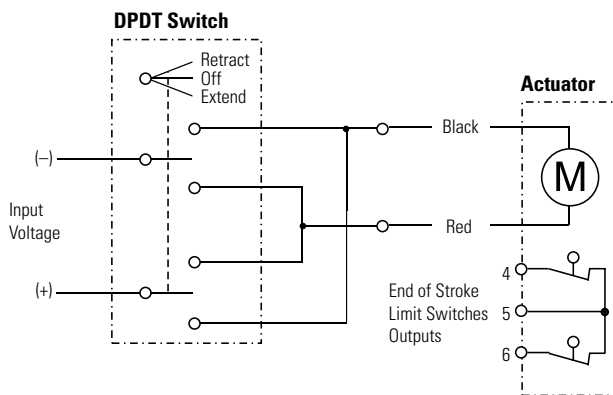 DPDT Switch
Retract
Off
Extend
Actuator
(–)
Black
M
Input
Voltage
Red
(+)
End of Stroke
Limit Switches
Outputs
4
5
6